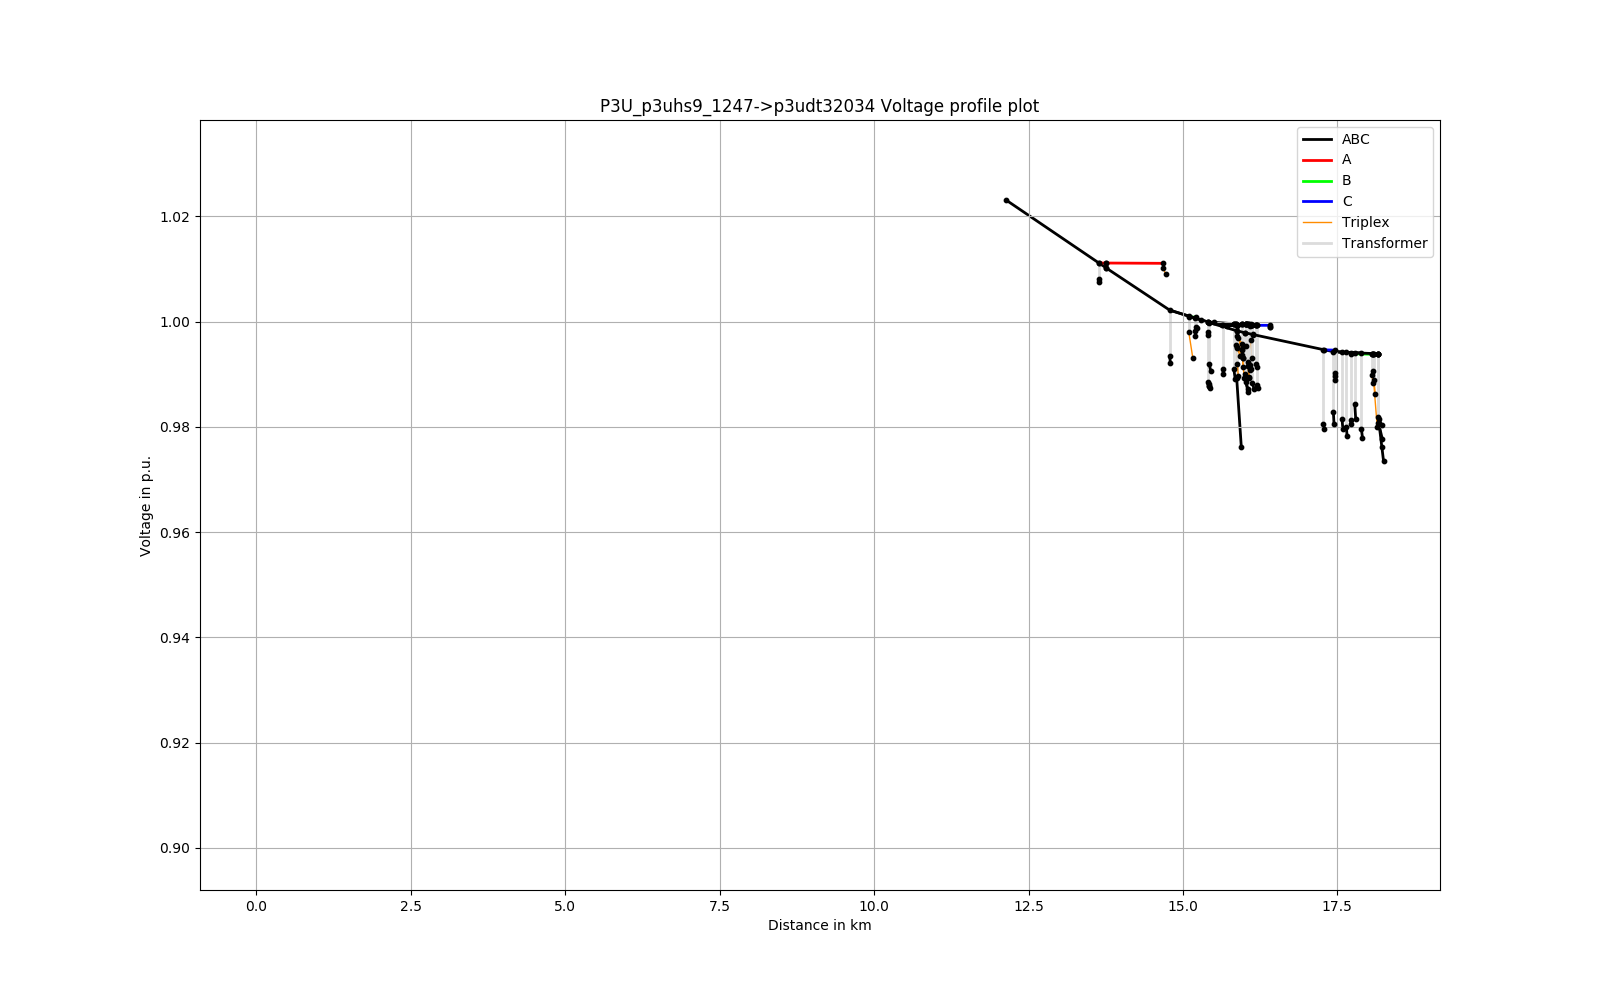 P3U_p3uhs9_1247->p3udt32034 Voltage profile plot
ABC
A
B
C
Triplex
Transformer
1.02
1.00
0.98
0.96
0.94
0.92
0.90
Voltage in p.u.
0.0 2.5 5.0 7.5 10.0 12.5 15.0 17.5
Distance in km